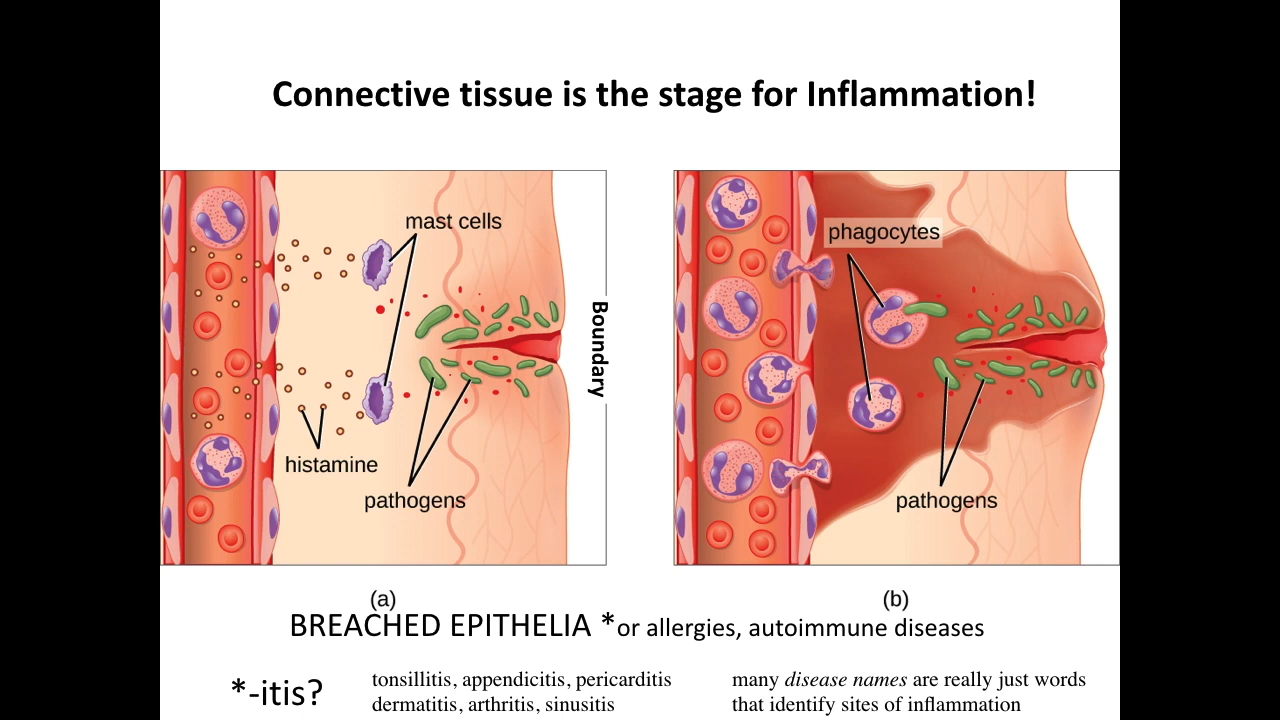 Connective tissue is the stage for Inflammation!
mast cells
histamine
pathogens
Boundary
(a)
phagocytes
pathogens
(b)
BREACHED EPITHELIA *or allergies, autoimmune diseases
*-itis?
tonsillitis, appendicitis, pericarditis
dermatitis, arthritis, sinusitis
many disease names are really just words
that identify sites of inflammation